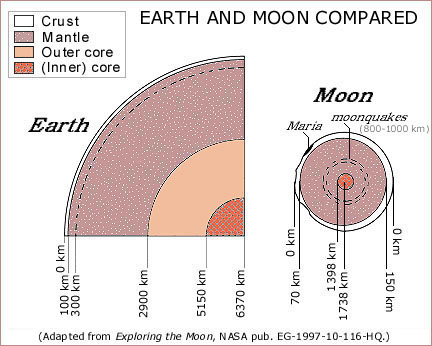 EARTH AND MOON COMPARED
Crust
Mantle
Outer core
(Inner) core
Earth
Moon
moonquakes
(800-1000 km)
Maria
0 km
100 km
300 km
2900 km
5150 km
6370 km
0 km
70 km
1398 km
1738 km
150 km
0 km
(Adapted from Exploring the Moon, NASA pub. EG-1997-10-116-HQ.)